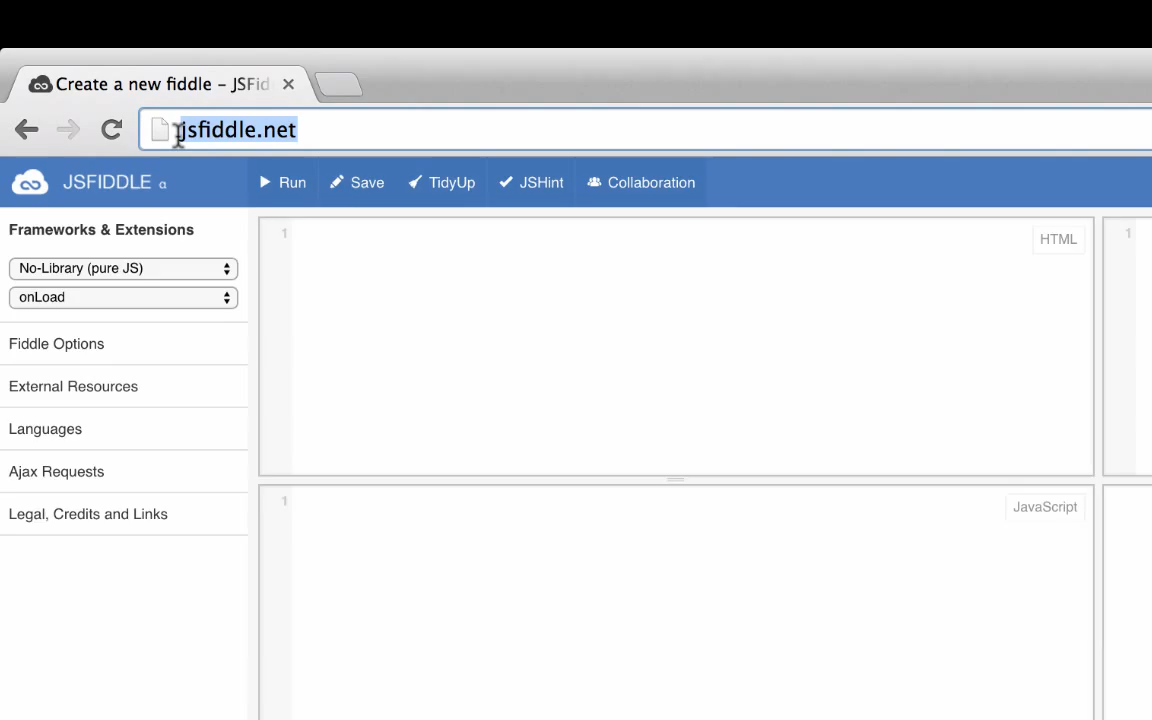 Create a new fiddle – JSFid
jsfiddle.net
JSFIDDLE α
Run
Save
TidyUp
JSHint
Collaboration
Frameworks & Extensions
No-Library (pure JS)
onLoad
Fiddle Options
External Resources
Languages
Ajax Requests
Legal, Credits and Links
1
HTML
1
1
JavaScript